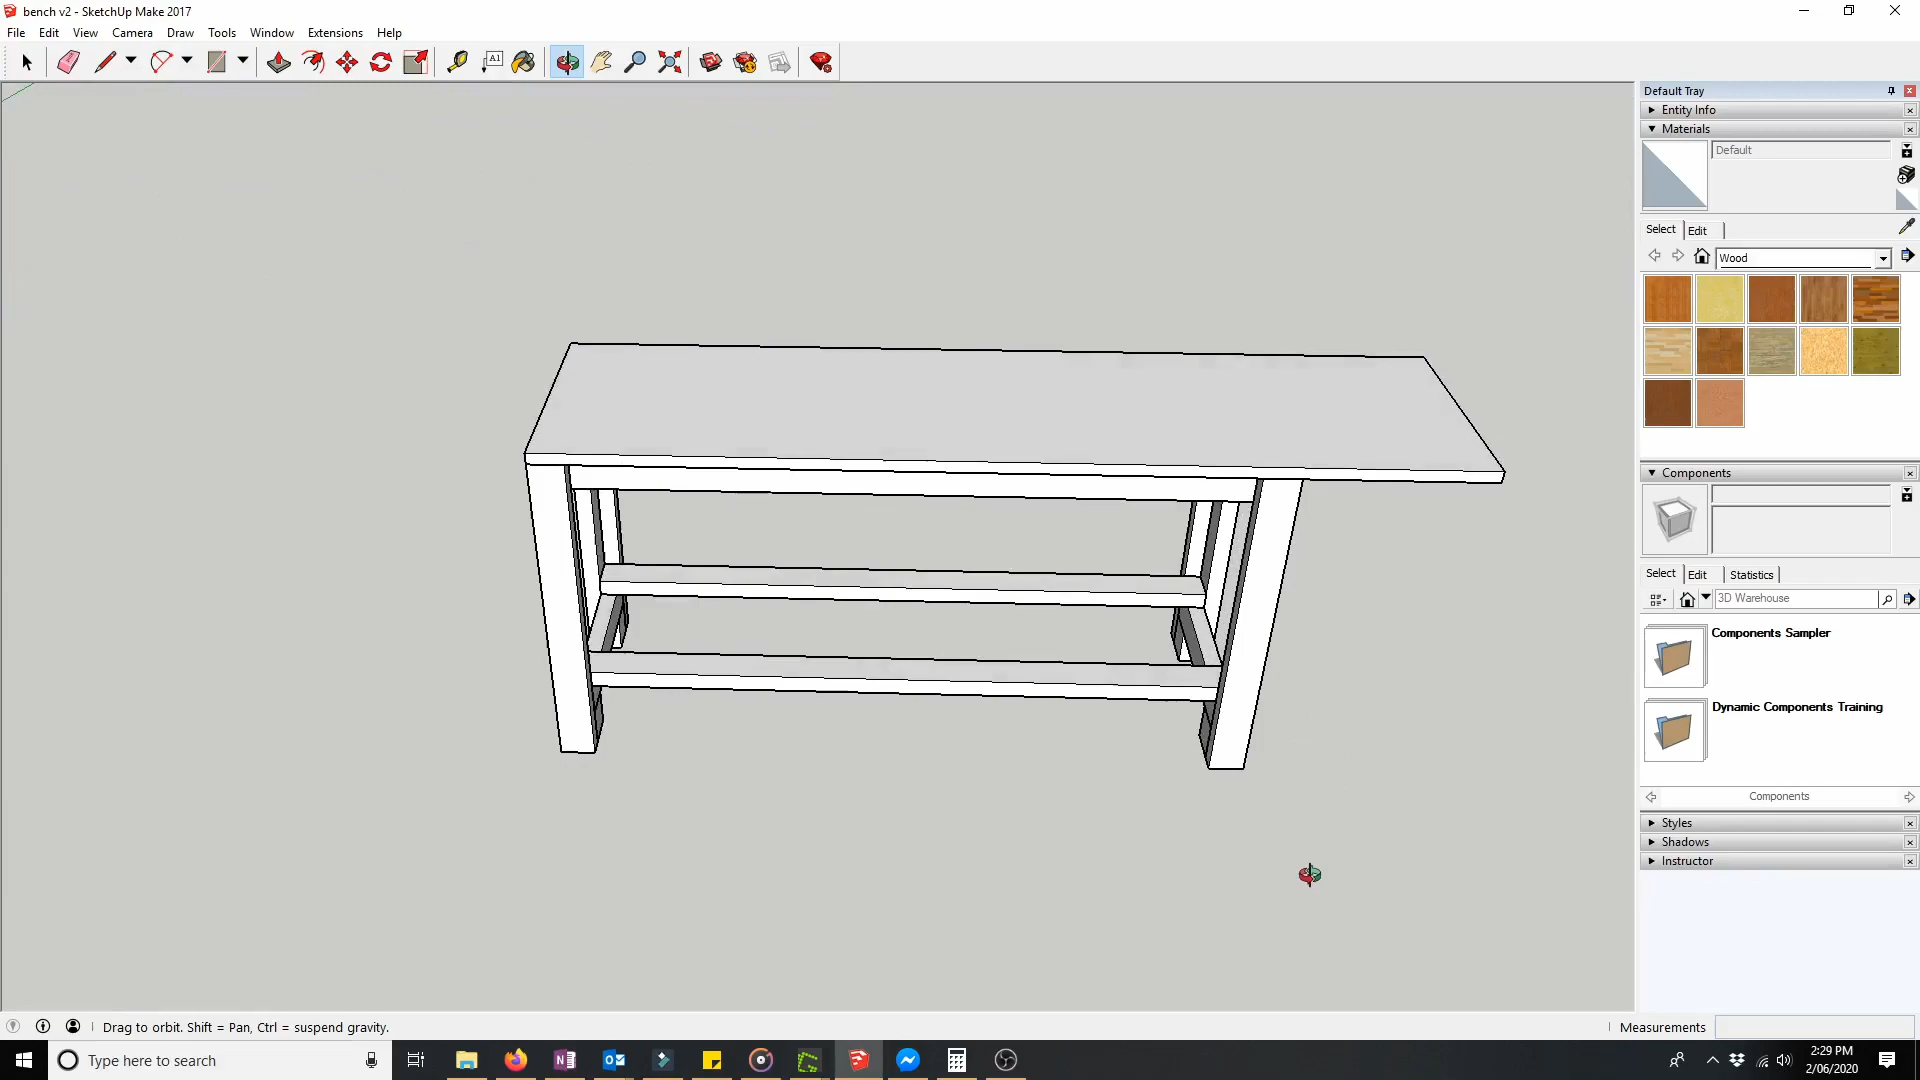 bench v2 - SketchUp Make 2017
File Edit View Camera Draw Tools Window Extensions Help
A1
Default Tray
Entity Info
Materials
Default
Select Edit
Wood
Components
Select Edit Statistics
3D Warehouse
Components Sampler
Dynamic Components Training
Components
Styles
Shadows
Instructor
Drag to orbit. Shift = Pan, Ctrl = suspend gravity.
Measurements
Type here to search
2:29 PM
2/06/2020